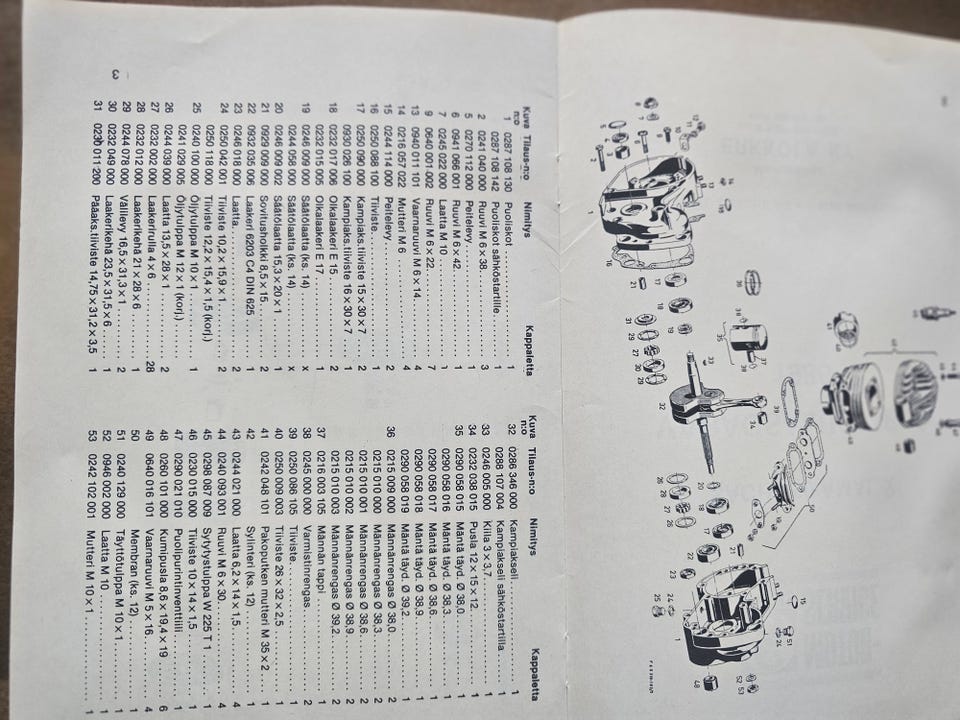 Kuva n:o Tilaus-n:o Nimitys Kappaletta
1 0287 108 130 Puoliskot . . . . 1
0287 108 142 Puoliskot sähköstartille . . . . 1
2 0241 040 000 Ruuvi M 6 × 38 . . . . 3
5 0270 112 000 Peitelevy . . . . 1
6 0941 066 001 Ruuvi M 6 × 42 . . . . 1
7 0245 022 000 Laatta M 10 . . . . 1
9 0640 001 002 Ruuvi M 6 × 22 . . . . 7
13 0940 011 101 Vaarnaruuvi M 6 × 14 . . . . 4
14 0216 057 022 Mutteri M 6 . . . . 4
15 0244 114 000 Peitelevy . . . . 2
16 0250 088 100 Tiiviste . . . . 1
17 0250 090 000 Kampiaks.tiiviste 15 × 30 × 7 2
0930 026 100 Kampiaks.tiiviste 16 × 30 × 7 1
18 0232 017 006 Olkalaakeri E 15 . . . . 2
0232 015 005 Olkalaakeri E 17 . . . . 1
19 0246 009 000 Säätölaatta (ks. 14) . . . . x
0244 058 000 Säätölaatta (ks. 14) . . . . x
20 0246 009 002 Säätölaatta 15,3 × 20 × 1 . . . . 2
21 0929 009 000 Sovitusholkki 8,5 × 15 . . . . 2
22 0932 035 006 Laakeri 6203 C4 DIN 625 . . . . 1
23 0246 018 000 Laatta . . . . 1
24 0250 042 001 Tiiviste 10,2 × 15,9 × 1 . . . . 2
0250 118 000 Tiiviste 12,2 × 15,4 × 1,5 (korj.)
25 0240 100 000 Öljytulppa M 10 × 1 . . . . 1
0241 029 005 Öljytulppa M 12 × 1 (korj.)
26 0244 039 000 Laatta 13,5 × 28 × 1 . . . . 2
27 0232 002 000 Laakerirulla 4 × 6 . . . . 28
28 0232 012 000 Laakerikehä 21 × 28 × 6 . . . . 1
29 0244 078 000 Välilevy 16,5 × 31,3 × 1 . . . . 2
30 0232 049 000 Laakerikehä 23,5 × 31,5 × 6 . . . . 1
31 0230 011 200 Pääaks.tiiviste 14,75 × 31,2 × 3,5 1
3
Kuva n:o Tilaus-n:o Nimitys Kappaletta
32 0286 346 000 Kampiakseli . . . . 1
0288 107 004 Kampiakseli sähköstartilla . . . . 1
33 0246 005 000 Kiila 3 × 3,7 . . . . 1
34 0232 038 015 Pusla 12 × 15 × 12 . . . . 1
35 0290 058 015 Mäntä täyd. Ø 38,0 . . . . 1
0290 058 016 Mäntä täyd. Ø 38,3 . . . . 1
0290 058 017 Mäntä täyd. Ø 38,6 . . . . 1
0290 058 018 Mäntä täyd. Ø 38,9 . . . . 1
0290 058 019 Mäntä täyd. Ø 39,2 . . . . 1
36 0215 009 000 Männänrengas Ø 38,0 . . . . 2
0215 010 000 Männänrengas Ø 38,3 . . . . 2
0215 010 001 Männänrengas Ø 38,6 . . . . 2
0215 010 002 Männänrengas Ø 38,9 . . . . 2
0215 010 003 Männänrengas Ø 39,2 . . . . 2
37 0216 003 105 Männän tappi . . . . 1
38 0245 000 000 Varmistinrengas . . . . 2
39 0250 086 105 Tiiviste . . . . 1
40 0250 009 003 Tiiviste 26 × 32 × 2,5 . . . . 1
41 0242 048 101 Pakoputken mutteri M 35 × 2 1
42 Sylinteri (ks. 12) . . . . 1
43 0244 021 000 Laatta 6,2 × 14 × 1,5 . . . . 4
44 0240 093 001 Ruuvi M 6 × 30 . . . . 4
45 0298 087 009 Sytytystulppa W 225 T 1 . . . . 1
46 0230 015 000 Tiiviste 10 × 14 × 1,5 . . . . 1
47 0290 021 010 Puolipurintinventtiili . . . . 1
48 0260 101 000 Kumipusla 8,6 × 19,4 × 19 . . . . 6
49 0640 016 101 Vaarnaruuvi M 5 × 16 . . . . 4
50 Membran (ks. 12) . . . . 1
51 0240 129 000 Täyttötulppa M 10 × 1 . . . . 1
52 0946 002 000 Laatta M 10 . . . . 1
53 0242 102 001 Mutteri M 10 × 1 . . . . 1